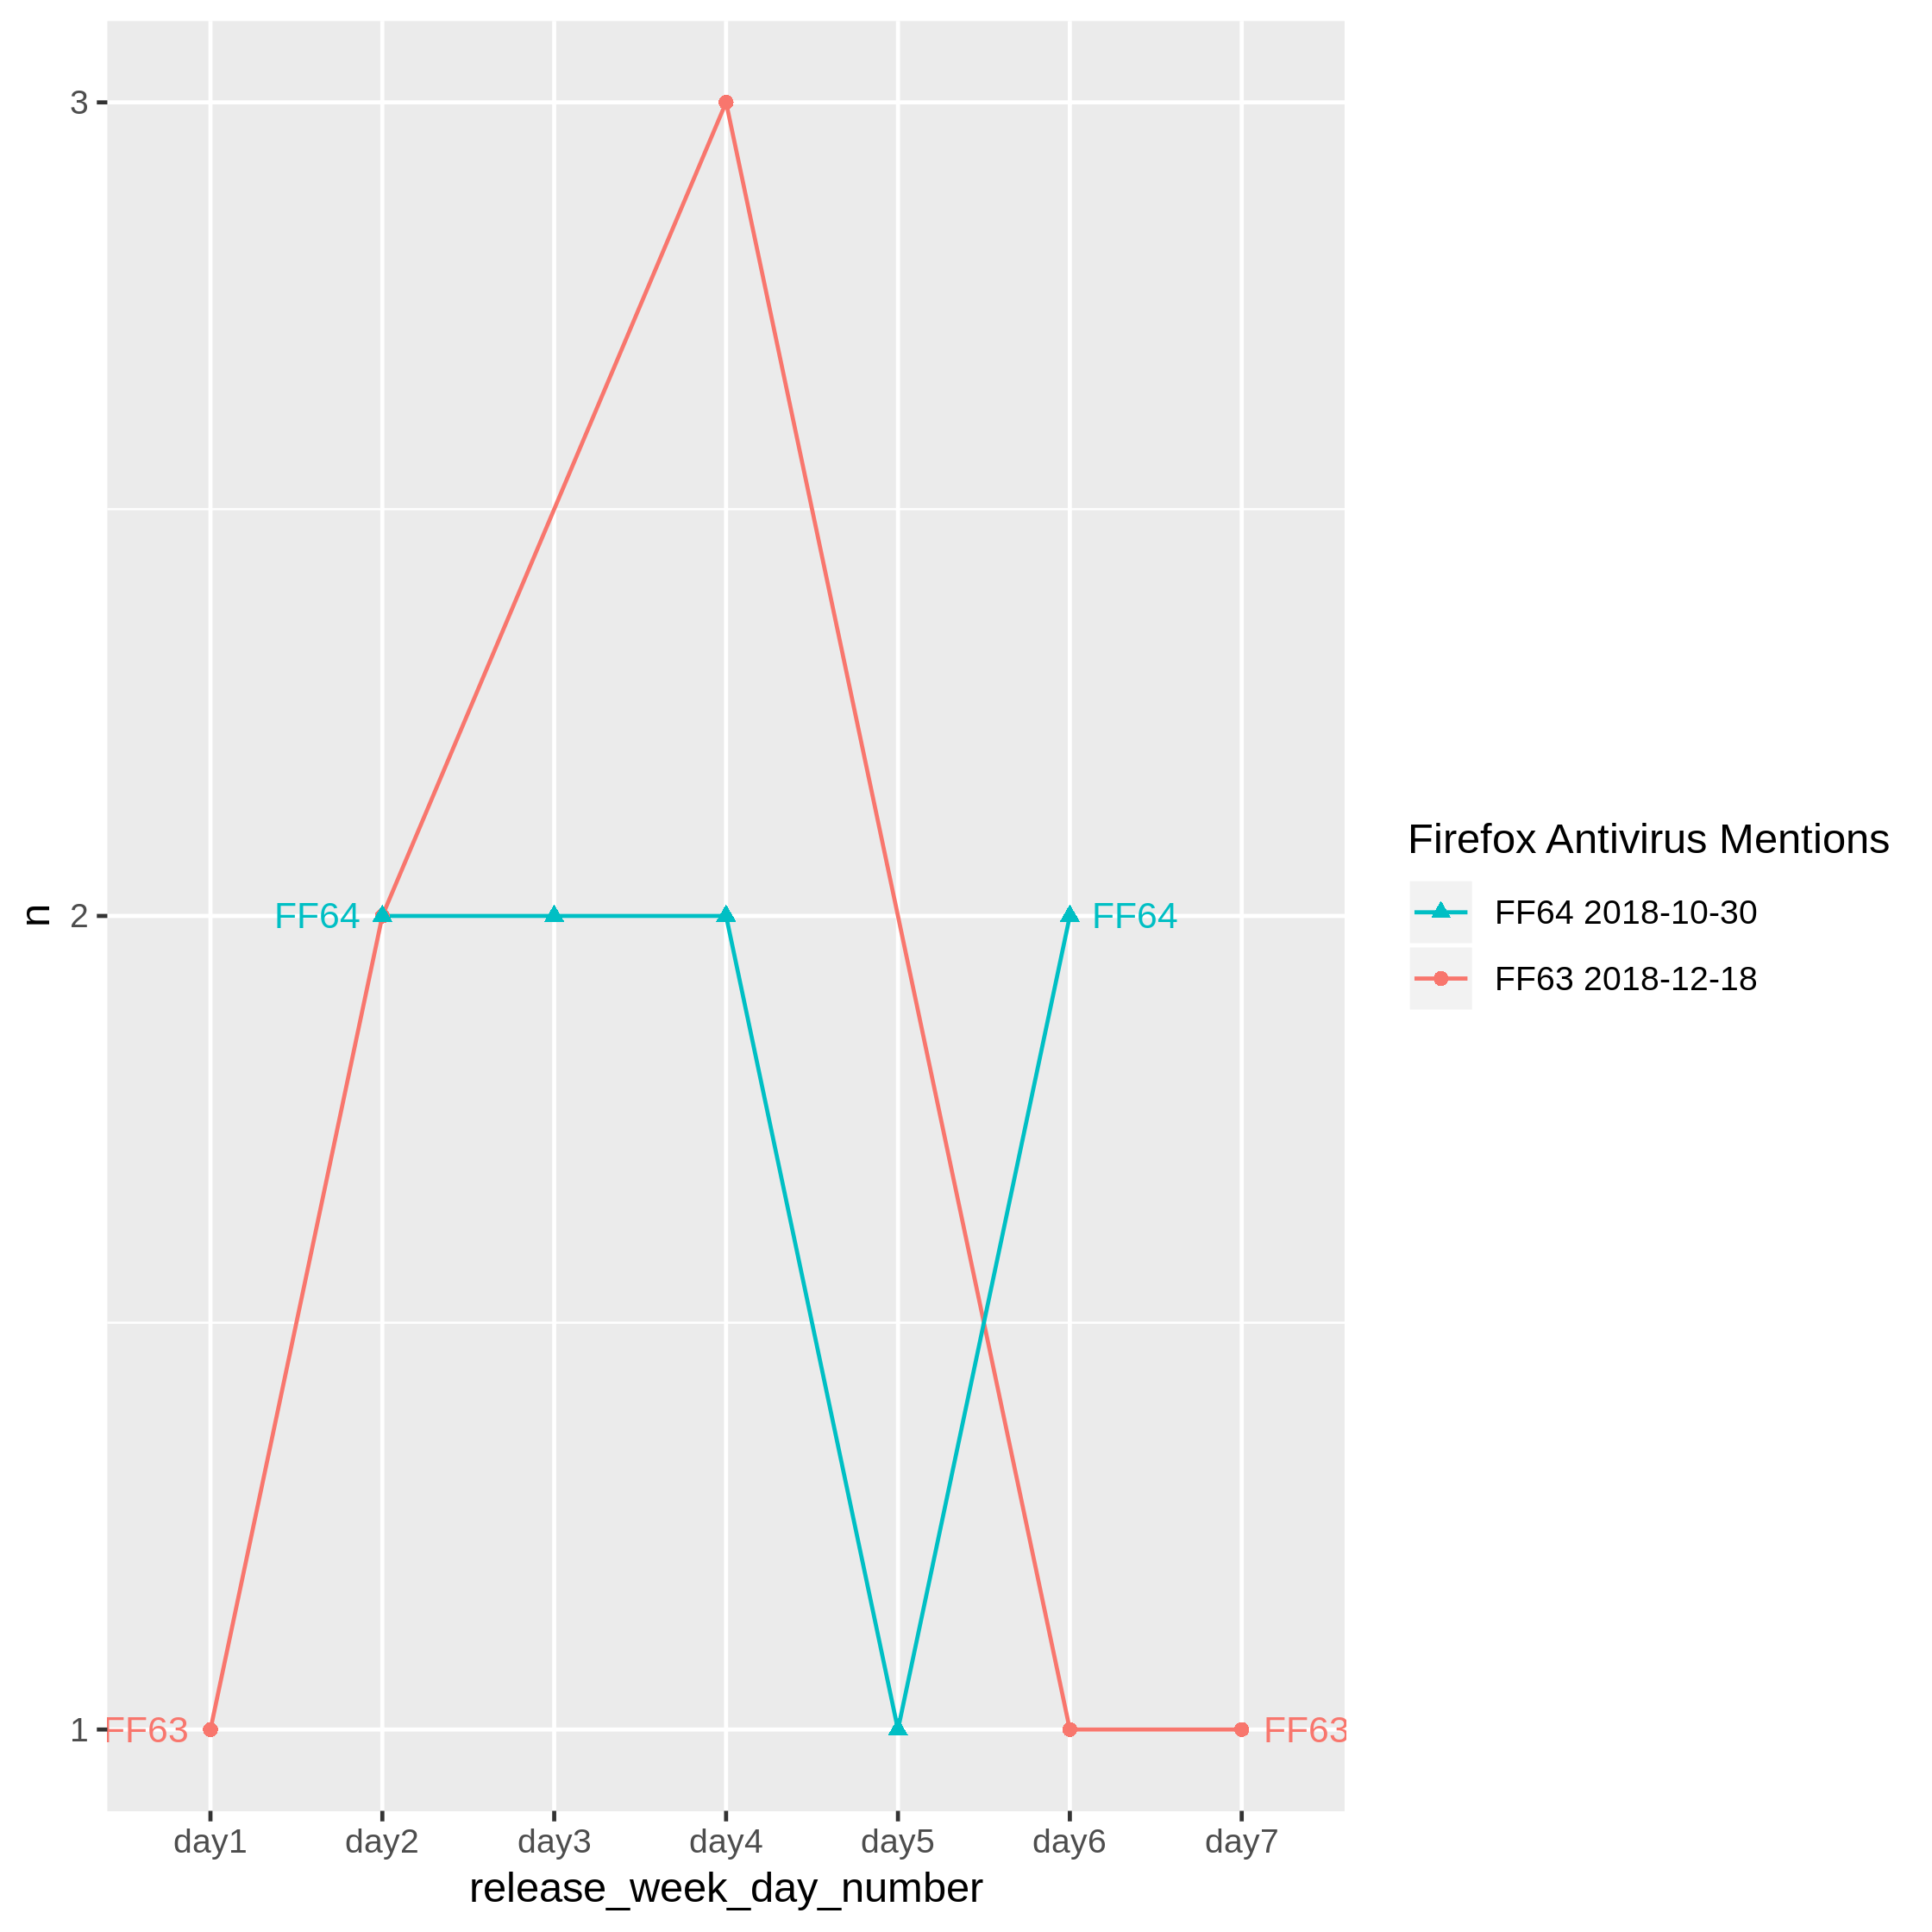 3
2
1
n
FF64
FF64
FF63
FF63
day1 day2 day3 day4 day5 day6 day7
release_week_day_number
Firefox Antivirus Mentions
FF64 2018-10-30
FF63 2018-12-18